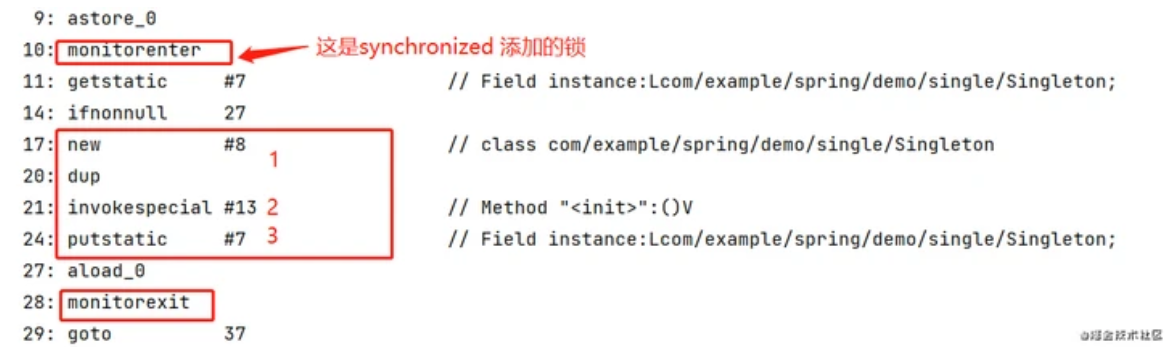 9: astore_0
10: monitorenter 这是synchronized 添加的锁
11: getstatic #7 // Field instance:Lcom/example/spring/demo/single/Singleton;
14: ifnonnull 27
17: new #8 // class com/example/spring/demo/single/Singleton
1
20: dup
21: invokespecial #13 2 // Method "<init>":()V
24: putstatic #7 3 // Field instance:Lcom/example/spring/demo/single/Singleton;
27: aload_0
28: monitorexit
29: goto 37
@掘金技术社区